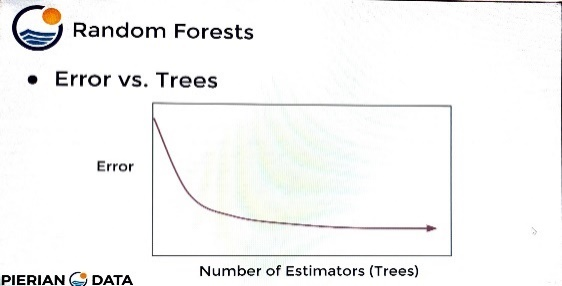 Random Forests
• Error vs. Trees
Error
Number of Estimators (Trees)
PIERIAN DATA